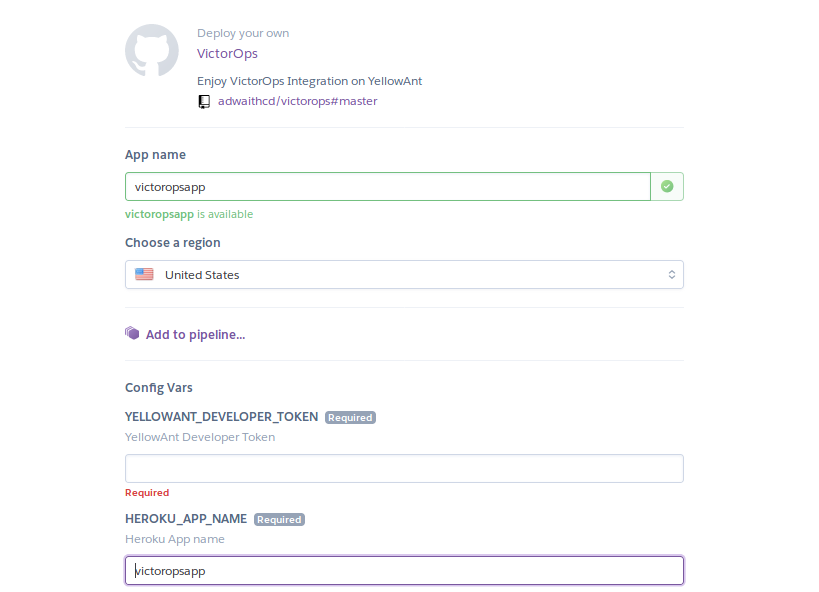 Deploy your own
VictorOps
Enjoy VictorOps Integration on YellowAnt
adwaithcd/victorops#master
App name
victoropsapp
victoropsapp is available
Choose a region
United States
Add to pipeline...
Config Vars
YELLOWANT_DEVELOPER_TOKEN Required
YellowAnt Developer Token
Required
HEROKU_APP_NAME Required
Heroku App name
victoropsapp